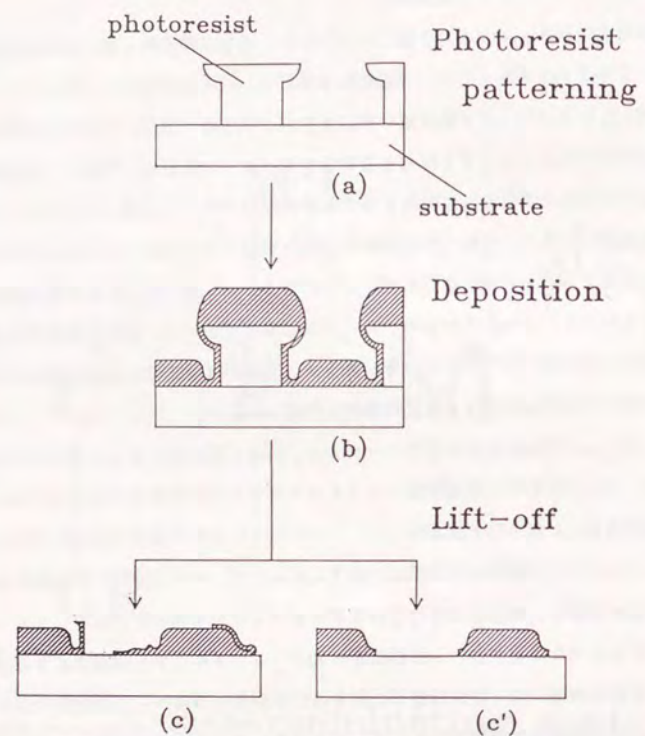 photoresist
Photoresist
patterning
(a)
substrate
Deposition
(b)
Lift-off
(c)
(c')